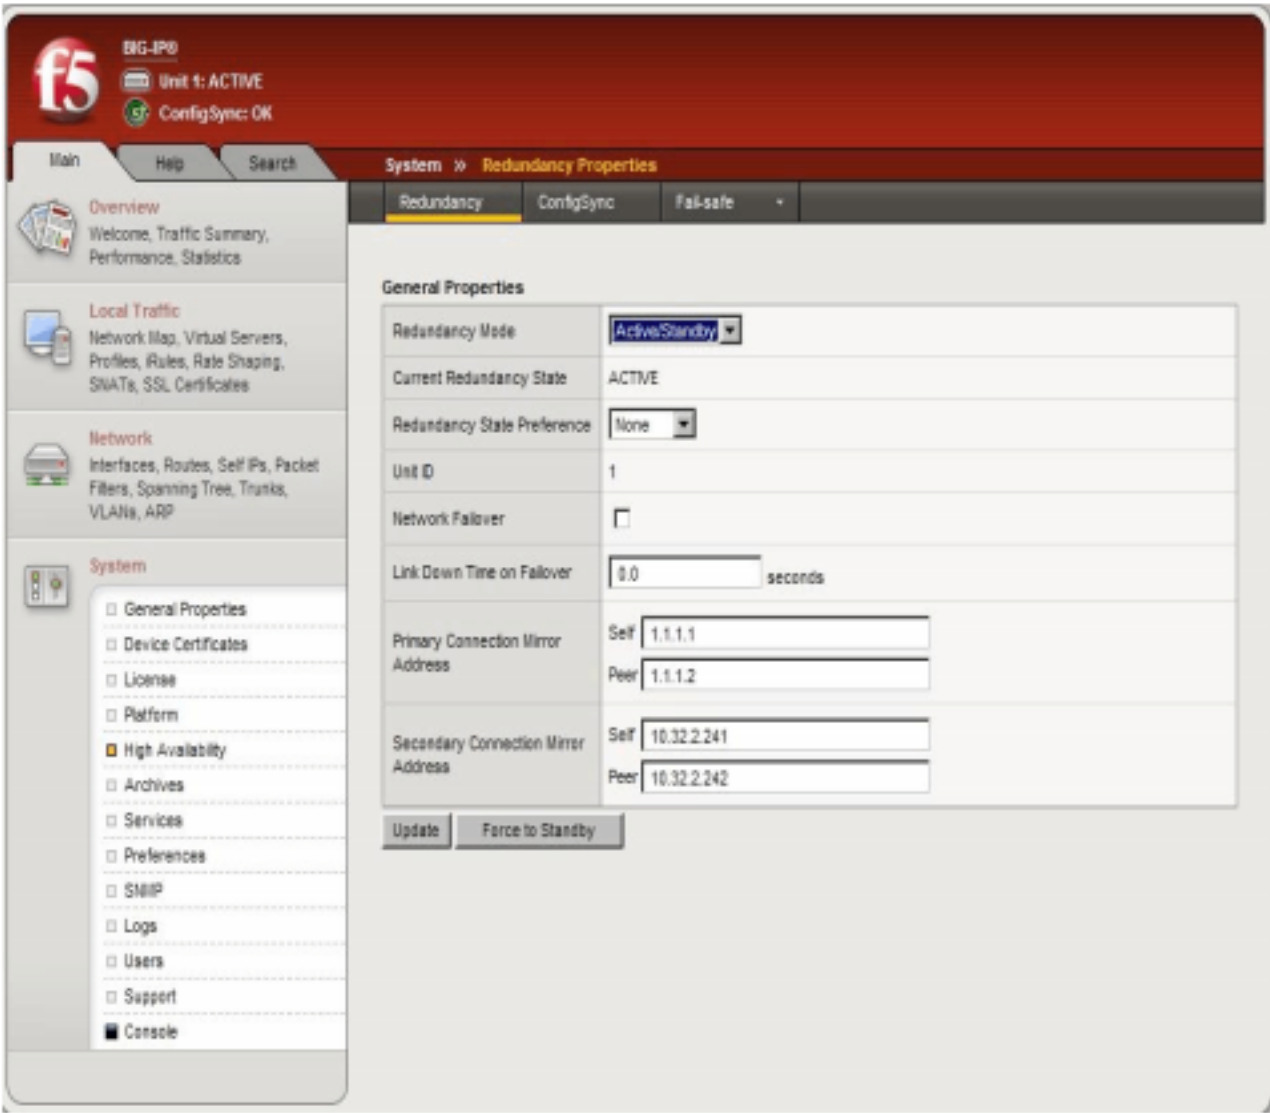 f5
BIG-IP®
Unit 1: ACTIVE
ConfigSync: OK
Main
Help
Search
System » Redundancy Properties
Redundancy
ConfigSync
Fail-safe
Overview
Welcome, Traffic Summary,
Performance, Statistics
Local Traffic
Network Map, Virtual Servers,
Profiles, iRules, Rate Shaping,
SNATs, SSL Certificates
Network
Interfaces, Routes, Self IPs, Packet
Filters, Spanning Tree, Trunks,
VLANs, ARP
System
General Properties
Device Certificates
License
Platform
High Availability
Archives
Services
Preferences
SNMP
Logs
Users
Support
Console
General Properties
Redundancy Mode
Active/Standby
Current Redundancy State
ACTIVE
Redundancy State Preference
None
Unit ID
1
Network Failover
Link Down Time on Failover
0.0 seconds
Primary Connection Mirror
Address
Self 1.1.1.1
Peer 1.1.1.2
Secondary Connection Mirror
Address
Self 10.32.2.241
Peer 10.32.2.242
Update
Force to Standby